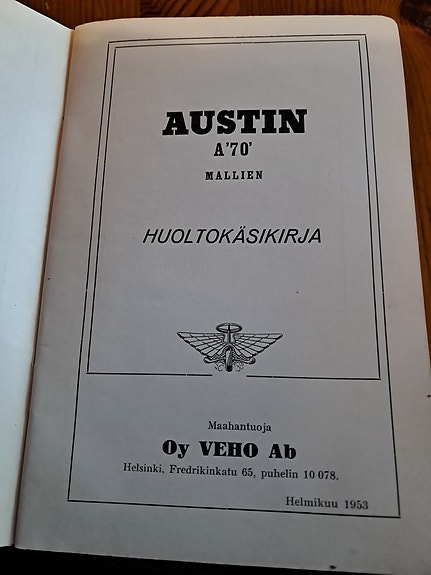 AUSTIN
A'70'
MALLIEN
HUOLTOKÄSIKIRJA
Maahantuoja
Oy VEHO Ab
Helsinki, Fredrikinkatu 65, puhelin 10 078.
Helmikuu 1953